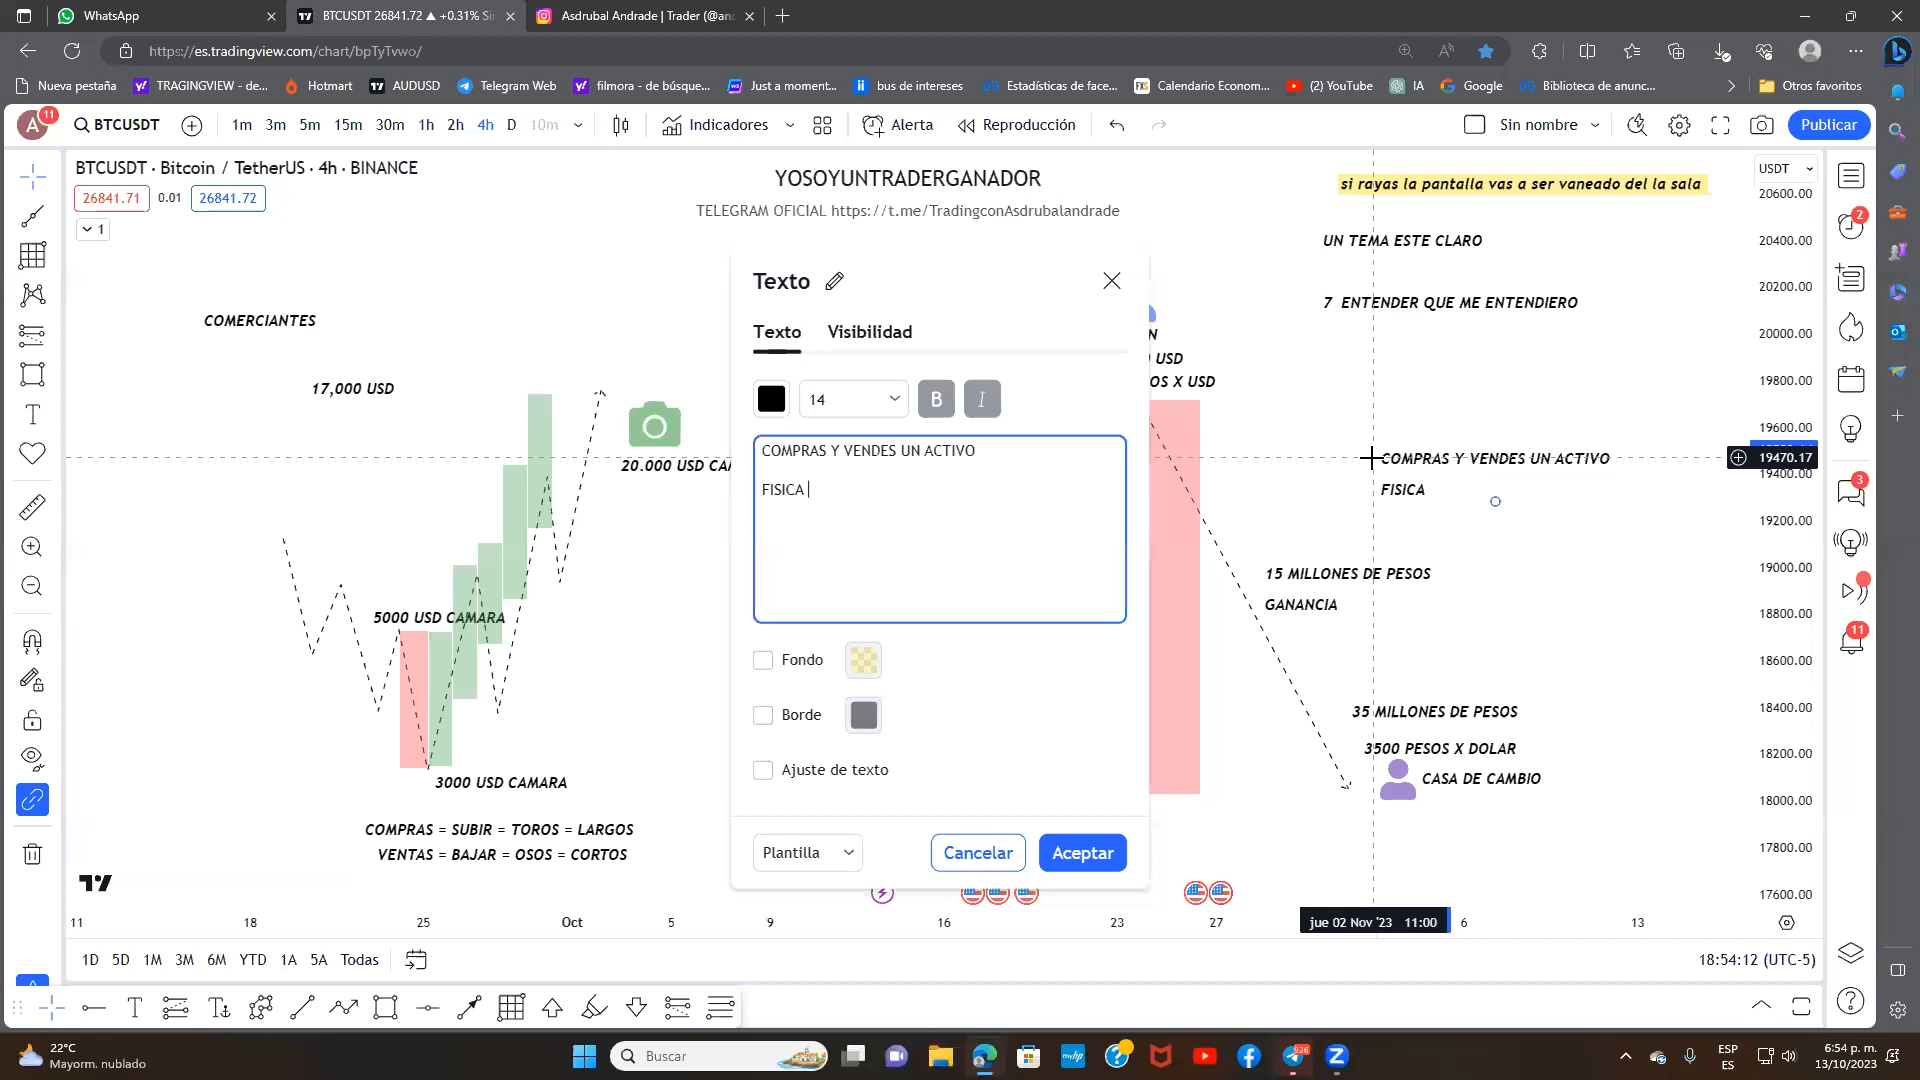 WhatsApp
BTCUSDT 26841.72 ▲ +0.31% Si
Asdrubal Andrade | Trader (@and
https://es.tradingview.com/chart/bpTyTvwo/
Nueva pestaña
TRAGINGVIEW - de...
Hotmart
AUDUSD
Telegram Web
filmora - de búsque...
Just a moment...
bus de intereses
Estadísticas de face...
Calendario Econom...
(2) YouTube
IA
Google
Biblioteca de anunc...
Otros favoritos
A 11
BTCUSDT
1m 3m 5m 15m 30m 1h 2h 4h D 10m
Indicadores
Alerta
Reproducción
Sin nombre
Publicar
BTCUSDT · Bitcoin / TetherUS · 4h · BINANCE
26841.71 0.01 26841.72
1
YOSOYUNTRADERGANADOR
TELEGRAM OFICIAL https://t.me/TradingconAsdrubalandrade
si rayas la pantalla vas a ser vaneado del la sala
UN TEMA ESTE CLARO
7 ENTENDER QUE ME ENTENDIERO
COMERCIANTES
17,000 USD
20.000 USD CA
5000 USD CAMARA
3000 USD CAMARA
COMPRAS = SUBIR = TOROS = LARGOS
VENTAS = BAJAR = OSOS = CORTOS
Texto
Texto Visibilidad
14 B I
COMPRAS Y VENDES UN ACTIVO
FISICA
Fondo
Borde
Ajuste de texto
Plantilla
Cancelar
Aceptar
N
USD
OS X USD
COMPRAS Y VENDES UN ACTIVO
FISICA
15 MILLONES DE PESOS
GANANCIA
35 MILLONES DE PESOS
3500 PESOS X DOLAR
CASA DE CAMBIO
USDT
20600.00
20400.00
20200.00
20000.00
19800.00
19600.00
19470.17
19400.00
19200.00
19000.00
18800.00
18600.00
18400.00
18200.00
18000.00
17800.00
17600.00
2
3
11
11 18 25 Oct 5 9 16 23 27 jue 02 Nov '23 11:00 6 13
1D 5D 1M 3M 6M YTD 1A 5A Todas
18:54:12 (UTC-5)
22°C
Mayorm. nublado
Buscar
926
ESP
ES
6:54 p. m.
13/10/2023